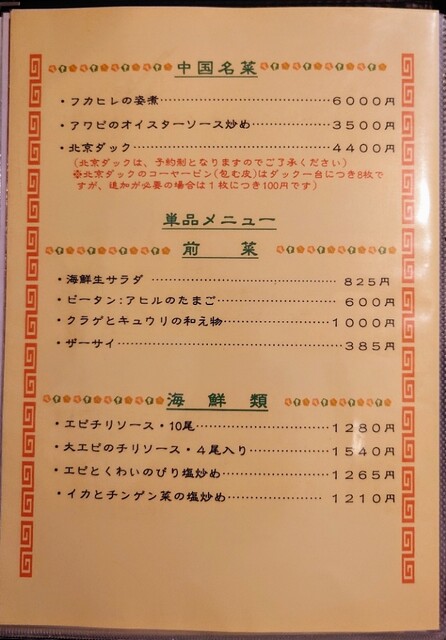 中国名菜
・フカヒレの姿煮……………………………6000円
・アワビのオイスターソース炒め……………3500円
・北京ダック…………………………………4400円
(北京ダックは、予約制となりますのでご了承ください)
※北京ダックのコーヤーピン(包む皮)はダック一台につき8枚で
すが、追加が必要の場合は1枚につき100円です)
単品メニュー
前菜
・海鮮生サラダ ……………………………825円
・ピータン:アヒルのたまご…………………600円
・クラゲとキュウリの和え物………………1000円
・ザーサイ……………………………………385円
海鮮類
・エビチリソース・10尾……………………1280円
・大エビのチリソース・4尾入り……………1540円
・エビとくわいのぴり塩炒め………………1265円
・イカとチンゲン菜の塩炒め……………… 1210円